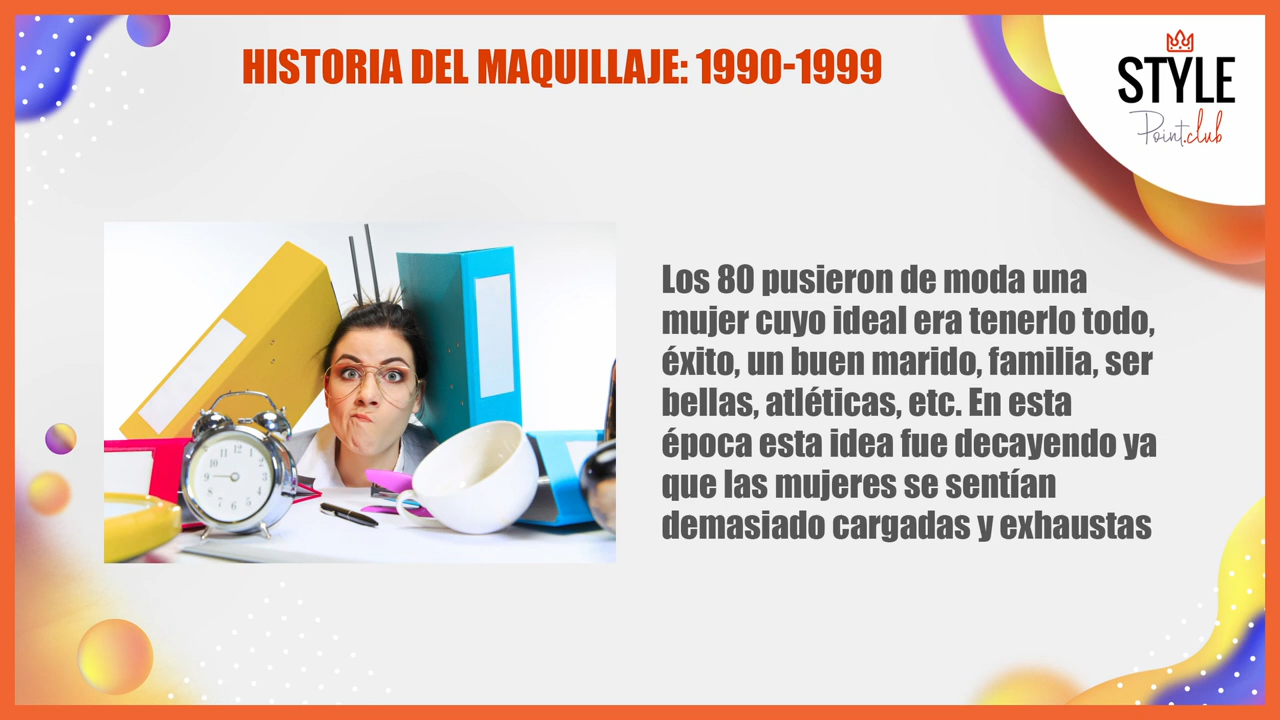 HISTORIA DEL MAQUILLAJE: 1990-1999
STYLE
Point.club
Los 80 pusieron de moda una
mujer cuyo ideal era tenerlo todo,
éxito, un buen marido, familia, ser
bellas, atléticas, etc. En esta
época esta idea fue decayendo ya
que las mujeres se sentían
demasiado cargadas y exhaustas